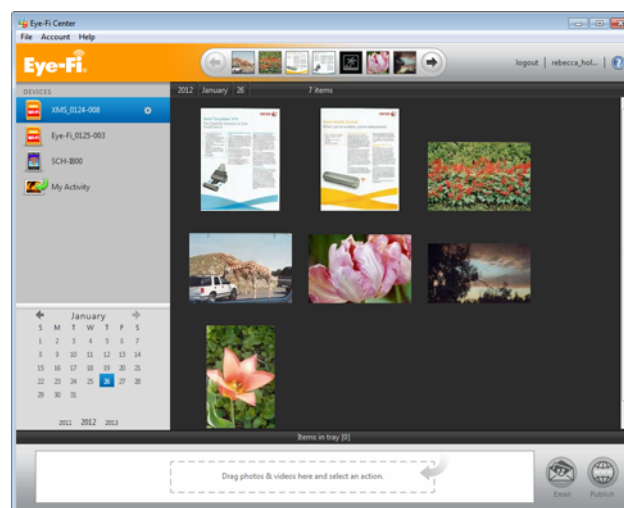 Eye-Fi Center
File Account Help
Eye-Fi
logout | rebecca_hol... | ?
DEVICES
2012 January 26 7 items
XMS_0124-008
Eye-Fi_0125-003
SCH-I800
My Activity
January
S M T W T F S
1 2 3 4 5 6 7
8 9 10 11 12 13 14
15 16 17 18 19 20 21
22 23 24 25 26 27 28
29 30 31
2011 2012 2013
Items in tray [0]
Drag photos & videos here and select an action.
Email Publish